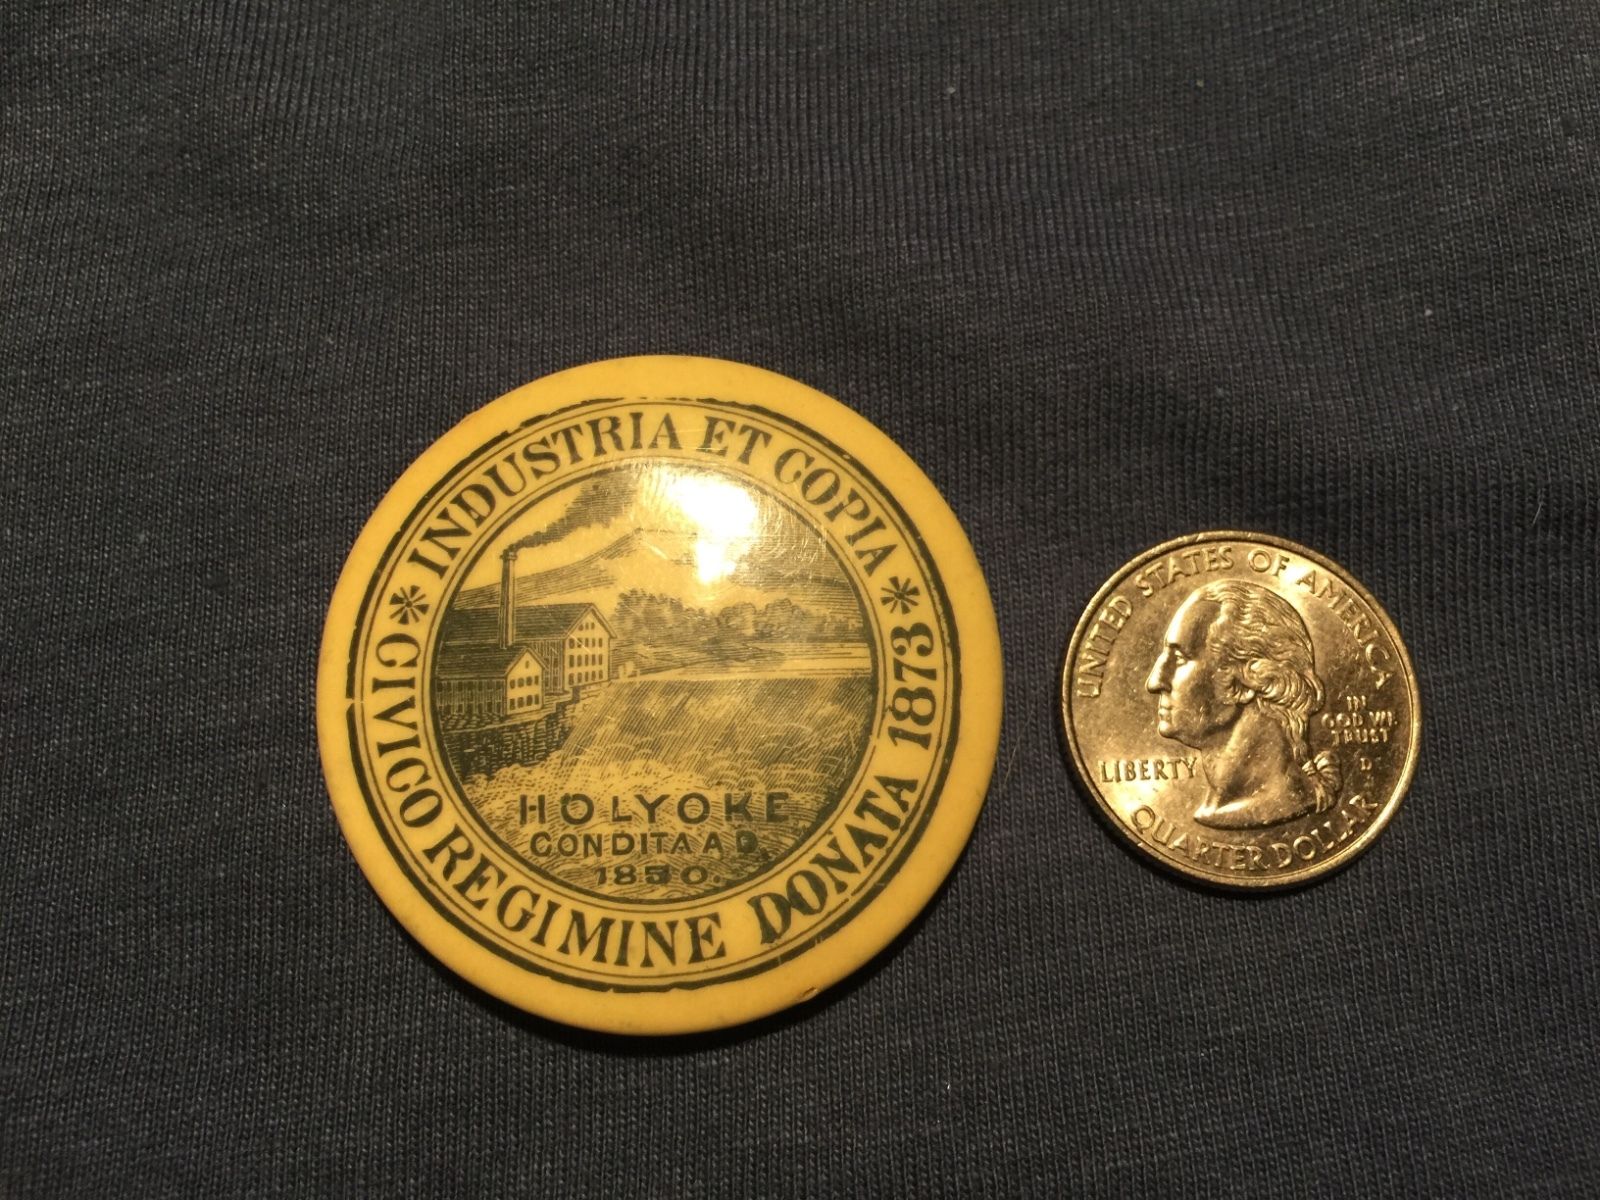 * INDUSTRIA ET COPIA *
CIVICO REGIMINE DONATA 1873
HOLYOKE
CONDITA A D.
1850.
UNITED STATES OF AMERICA
LIBERTY
IN
GOD WE
TRUST
D
QUARTER DOLLAR